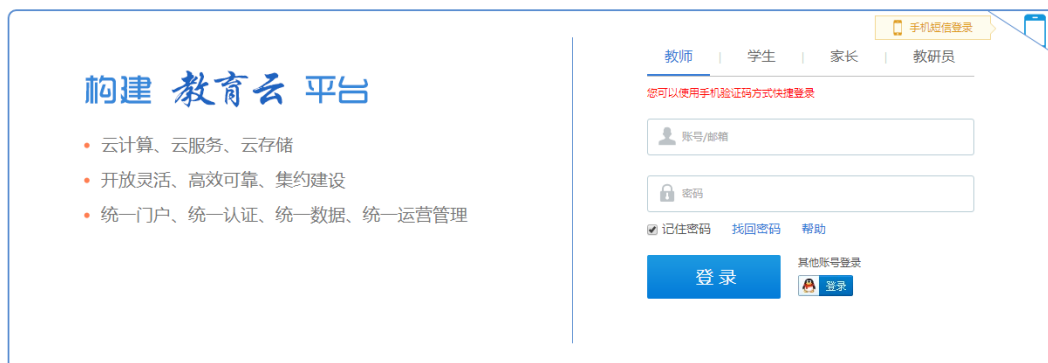 构建 教育云 平台
云计算、云服务、云存储
开放灵活、高效可靠、集约建设
统一门户、统一认证、统一数据、统一运营管理
手机短信登录
教师 | 学生 | 家长 | 教研员
您可以使用手机验证码方式快捷登录
账号/邮箱
密码
记住密码 找回密码 帮助
登录
其他账号登录
登录